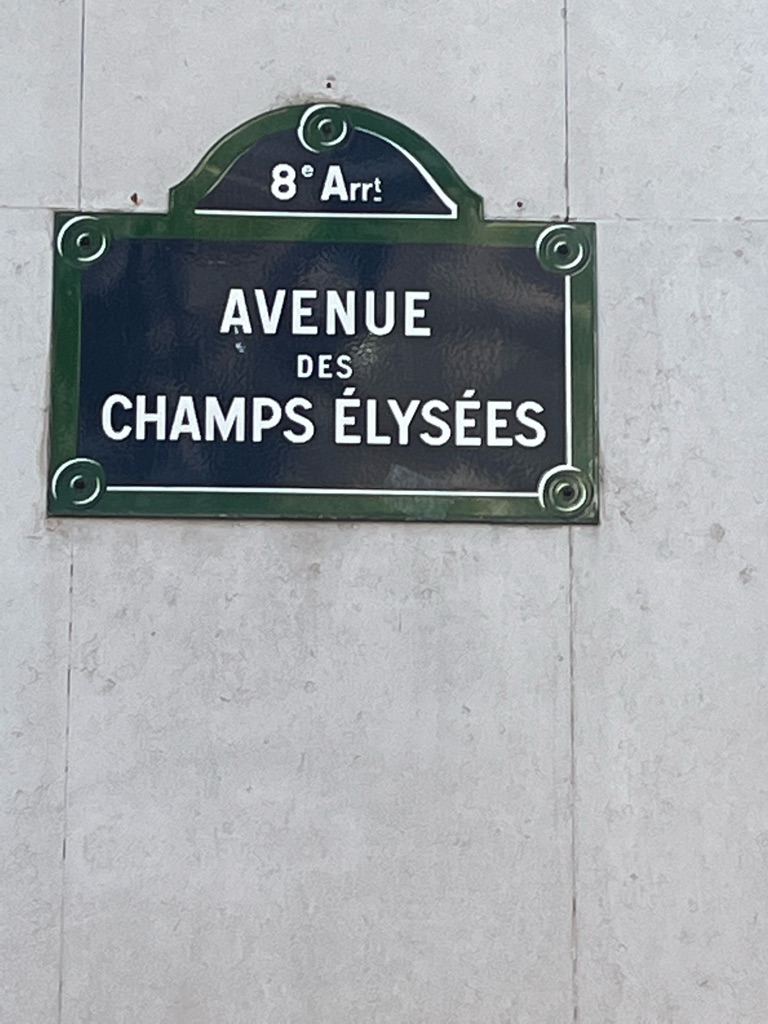 8e Arrt
AVENUE
DES
CHAMPS ÉLYSÉES